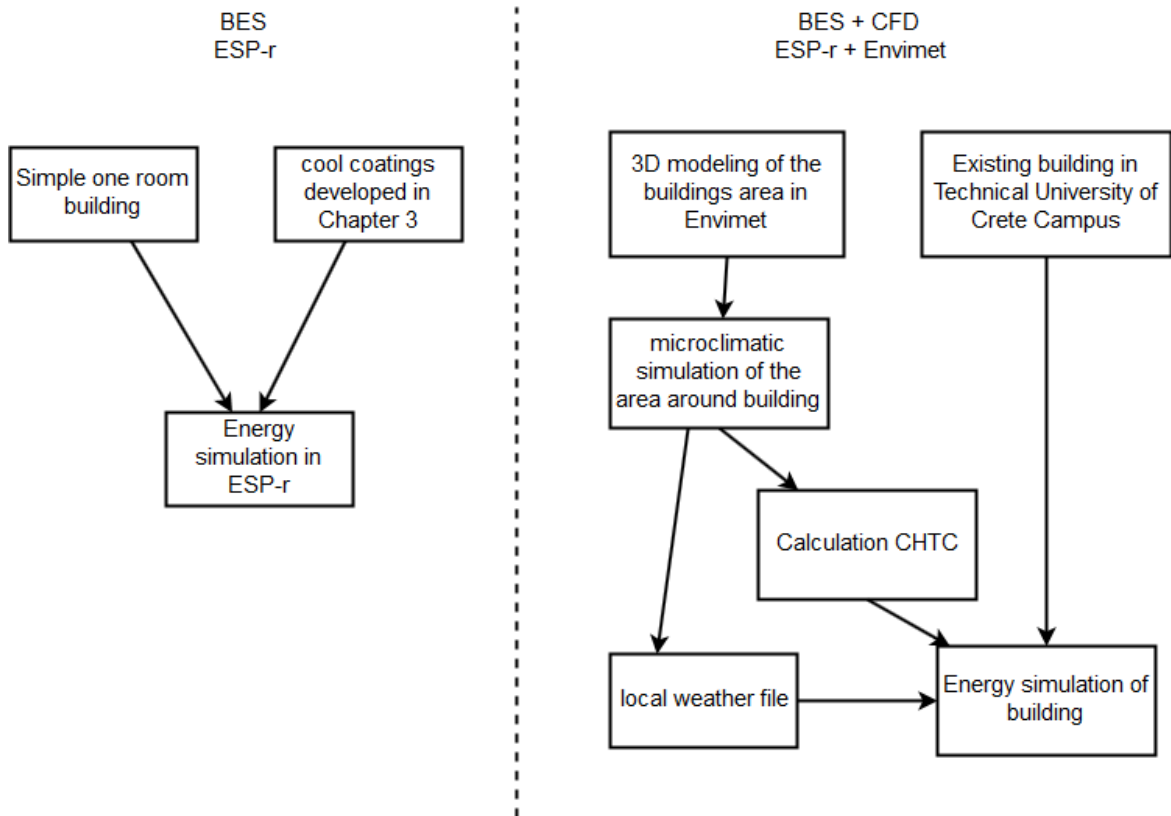 BES
ESP-r
Simple one room
building
cool coatings
developed in
Chapter 3
Energy
simulation in
ESP-r
BES + CFD
ESP-r + Envimet
3D modeling of the
buildings area in
Envimet
Existing building in
Technical University of
Crete Campus
microclimatic
simulation of the
area around building
Calculation CHTC
local weather file
Energy simulation of
building